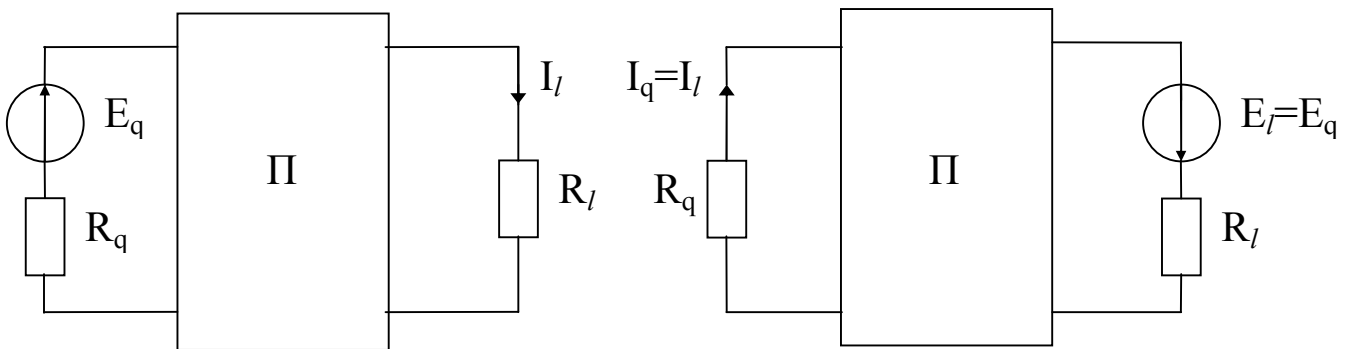 E_q
R_q
П
I_l
R_l
I_q=I_l
R_q
П
E_l=E_q
R_l